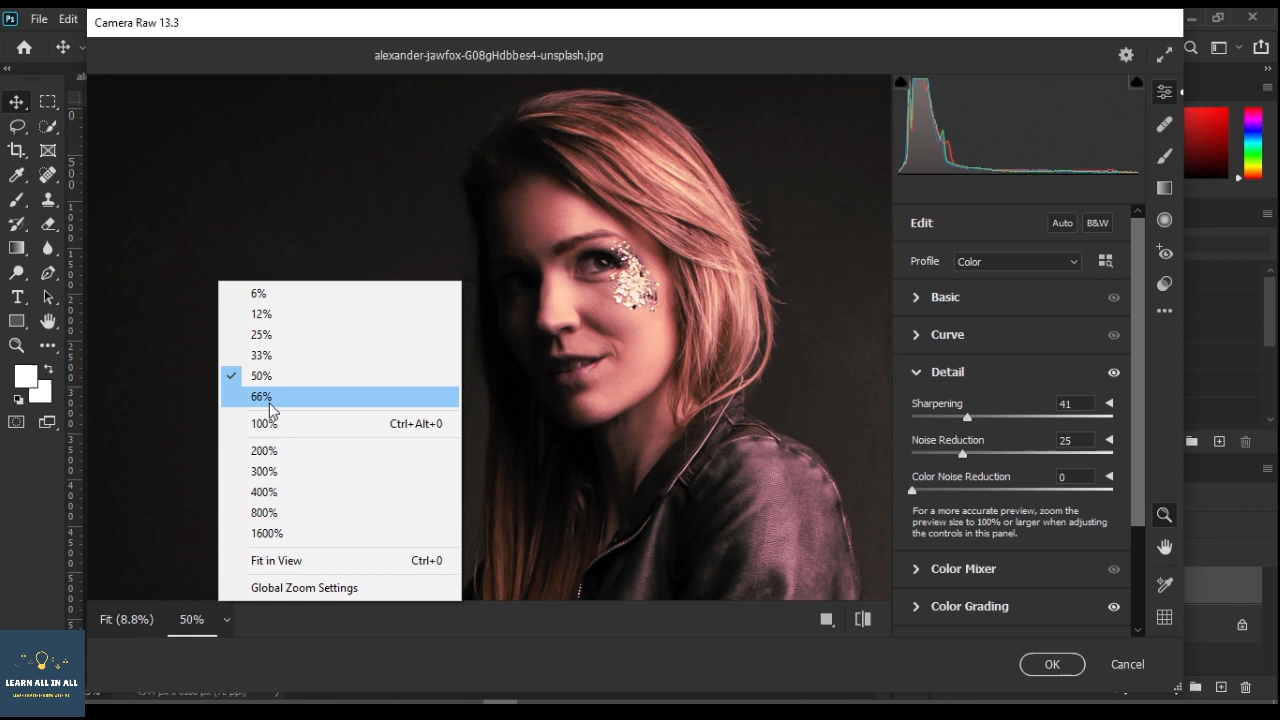 Ps
File
Edit
Camera Raw 13.3
alexander-jawfox-G08gHdbbes4-unsplash.jpg
Edit
Auto
B&W
Profile
Color
Basic
Curve
Detail
Sharpening
41
Noise Reduction
25
Color Noise Reduction
0
For a more accurate preview, zoom the
preview size to 100% or larger when adjusting
the controls in this panel.
Color Mixer
Color Grading
6%
12%
25%
33%
50%
66%
100% Ctrl+Alt+0
200%
300%
400%
800%
1600%
Fit in View Ctrl+0
Global Zoom Settings
Fit (8.8%)
50%
OK
Cancel
LEARN ALL IN ALL